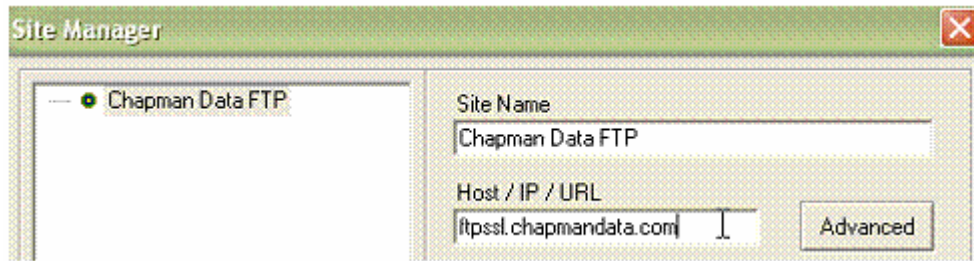 Site Manager
Chapman Data FTP
Site Name
Chapman Data FTP
Host / IP / URL
ftpssl.chapmandata.com
Advanced